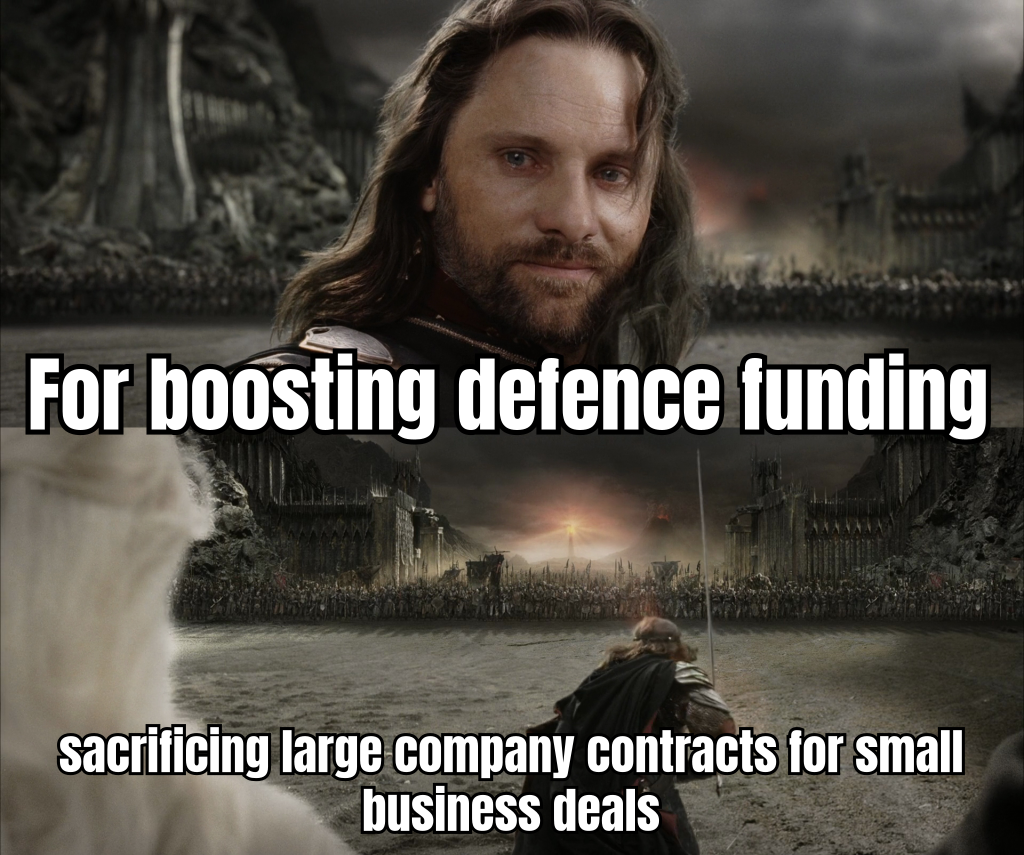 For boosting defence funding
sacrificing large company contracts for small
business deals